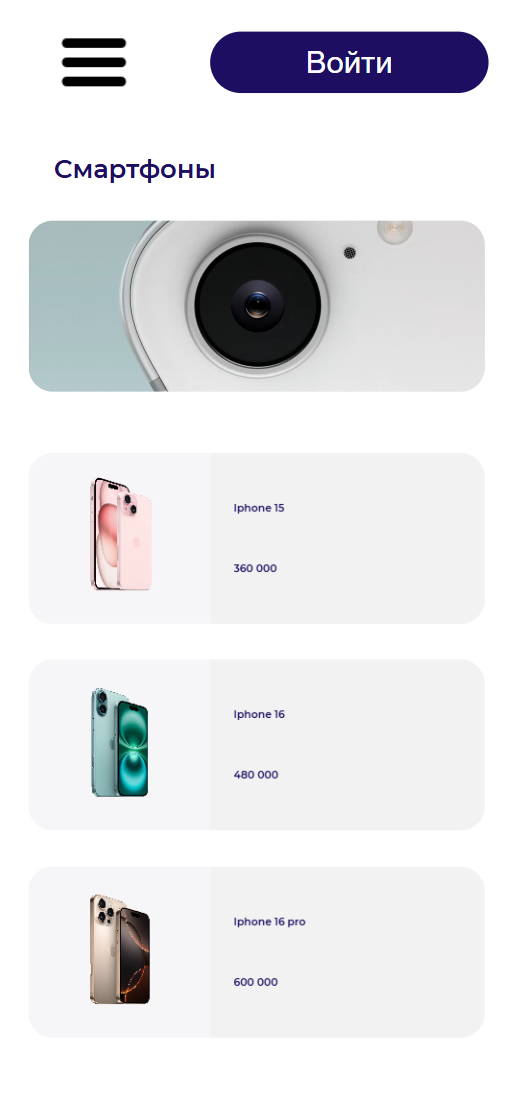 Войти
Смартфоны
Iphone 15
360 000
Iphone 16
480 000
Iphone 16 pro
600 000